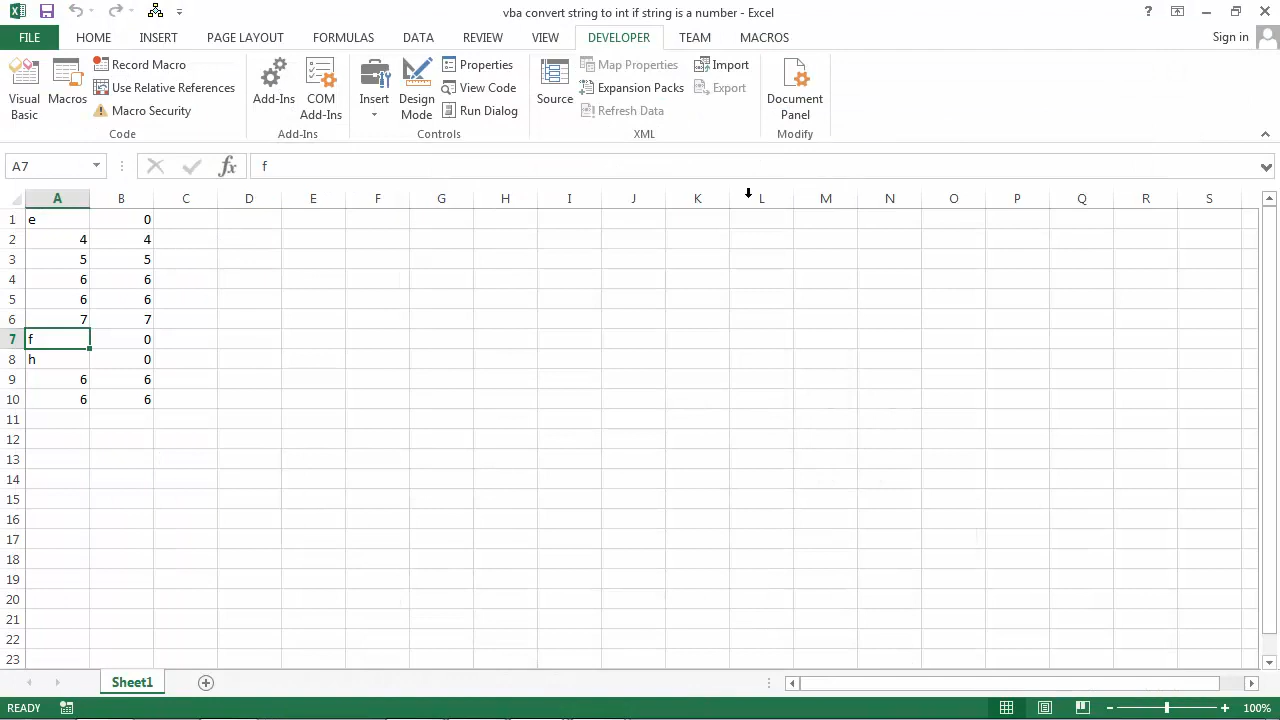 vba convert string to int if string is a number - Excel
?
FILE HOME INSERT PAGE LAYOUT FORMULAS DATA REVIEW VIEW DEVELOPER TEAM MACROS Sign in
Visual Basic
Macros
Record Macro
Use Relative References
Macro Security
Code
Add-Ins
COM Add-Ins
Add-Ins
Insert
Design Mode
Properties
View Code
Run Dialog
Controls
Source
Map Properties
Expansion Packs
Refresh Data
Import
Export
XML
Document Panel
Modify
A7 fx f
A B C D E F G H I J K L M N O P Q R S
1 e 0
2 4 4
3 5 5
4 6 6
5 6 6
6 7 7
7 f 0
8 h 0
9 6 6
10 6 6
11
12
13
14
15
16
17
18
19
20
21
22
23
Sheet1
READY 100%